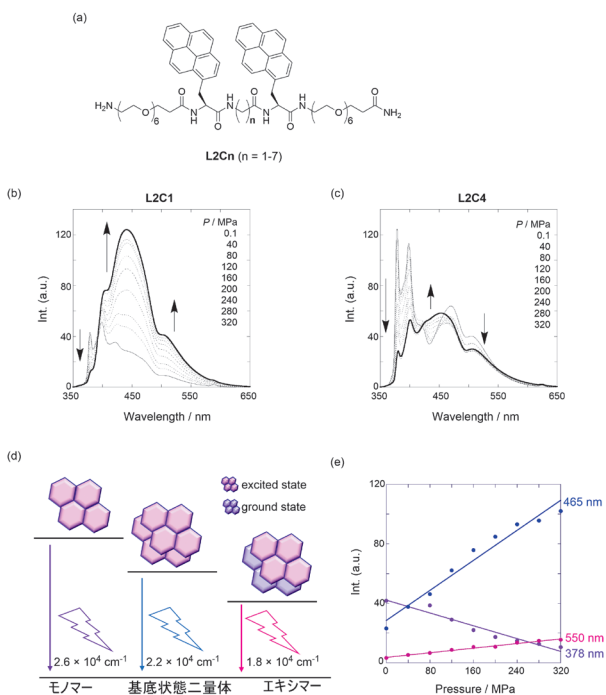 (a)
H₂N
O
6
O
N
H
O
H
N
n
O
N
H
O
H
N
O
6
O
NH₂
L2Cn (n = 1-7)
(b)
L2C1
P / MPa
0.1
40
80
120
160
200
240
280
320
120
80
40
0
Int. (a.u.)
350
450
550
650
Wavelength / nm
(c)
L2C4
P / MPa
0.1
40
80
120
160
200
240
280
320
120
80
40
0
Int. (a.u.)
350
450
550
650
Wavelength / nm
(d)
excited state
ground state
2.6 × 10⁴ cm⁻¹
2.2 × 10⁴ cm⁻¹
1.8 × 10⁴ cm⁻¹
モノマー
基底状態二量体
エキシマー
(e)
120
80
40
0
Int. (a.u.)
465 nm
550 nm
378 nm
0
80
160
240
320
Pressure / MPa